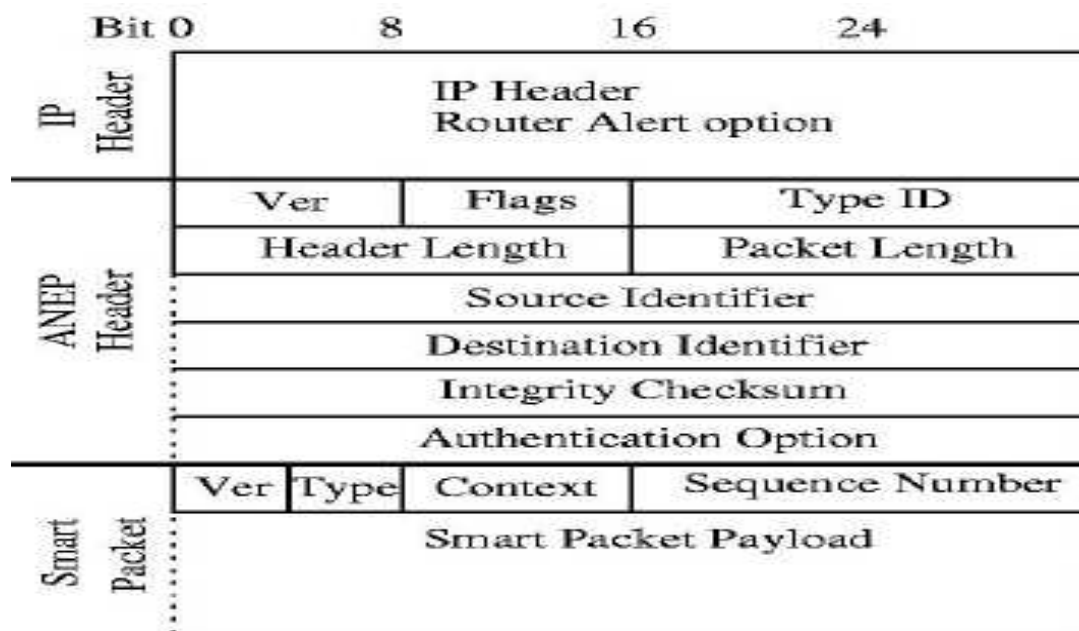 Bit 0 8 16 24
IP Header
IP Header
Router Alert option
ANEP Header
Ver Flags Type ID
Header Length Packet Length
Source Identifier
Destination Identifier
Integrity Checksum
Authentication Option
Smart Packet
Ver Type Context Sequence Number
Smart Packet Payload